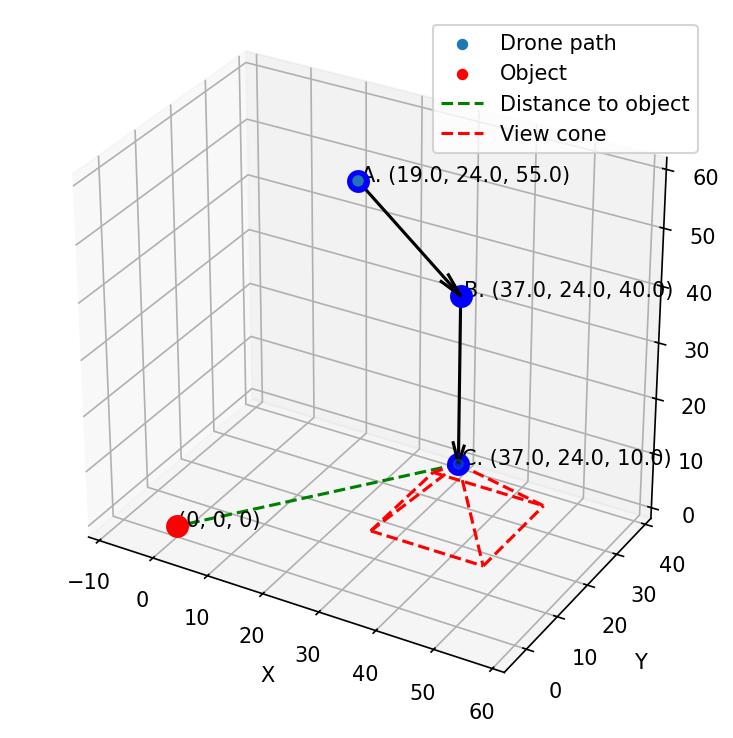 Drone path
Object
Distance to object
View cone
A. (19.0, 24.0, 55.0)
B. (37.0, 24.0, 40.0)
C. (37.0, 24.0, 10.0)
(0, 0, 0)
60
50
40
30
20
10
0
−10
0
10
20
30
40
50
60
X
0
10
20
30
40
Y